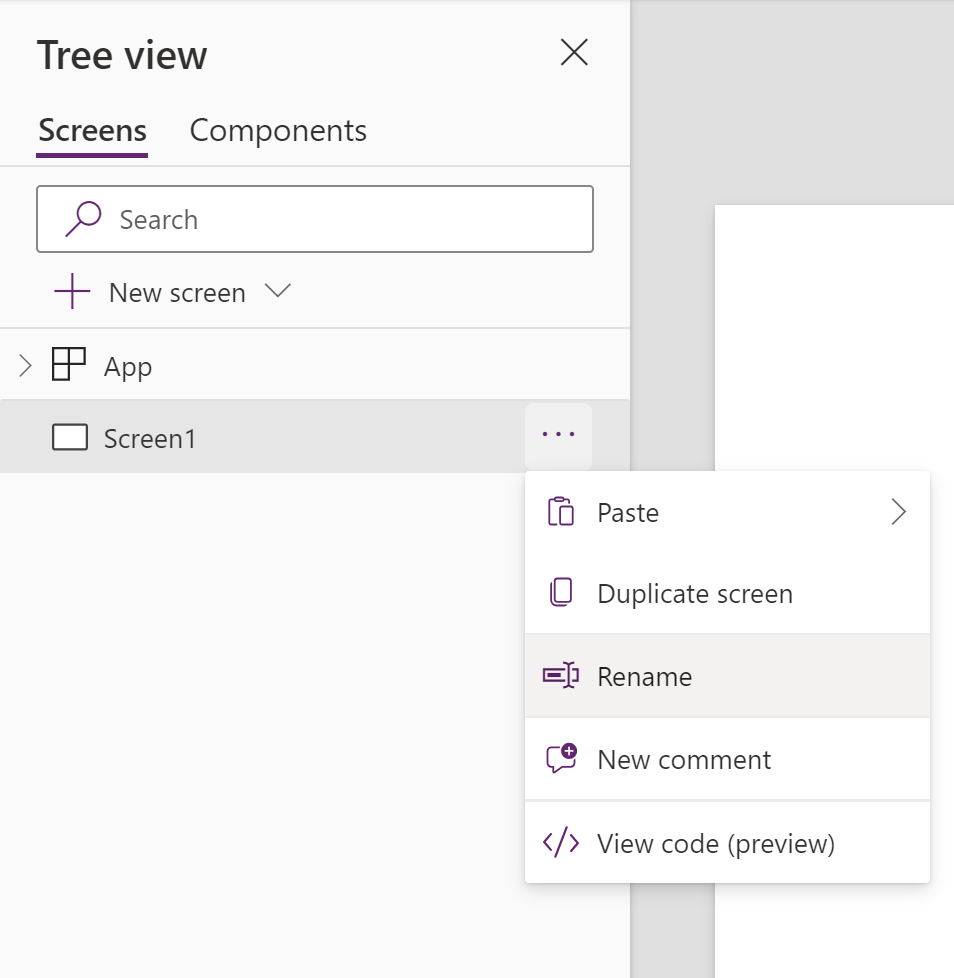 Tree view
Screens Components
Search
New screen
App
Screen1
Paste
Duplicate screen
Rename
New comment
View code (preview)